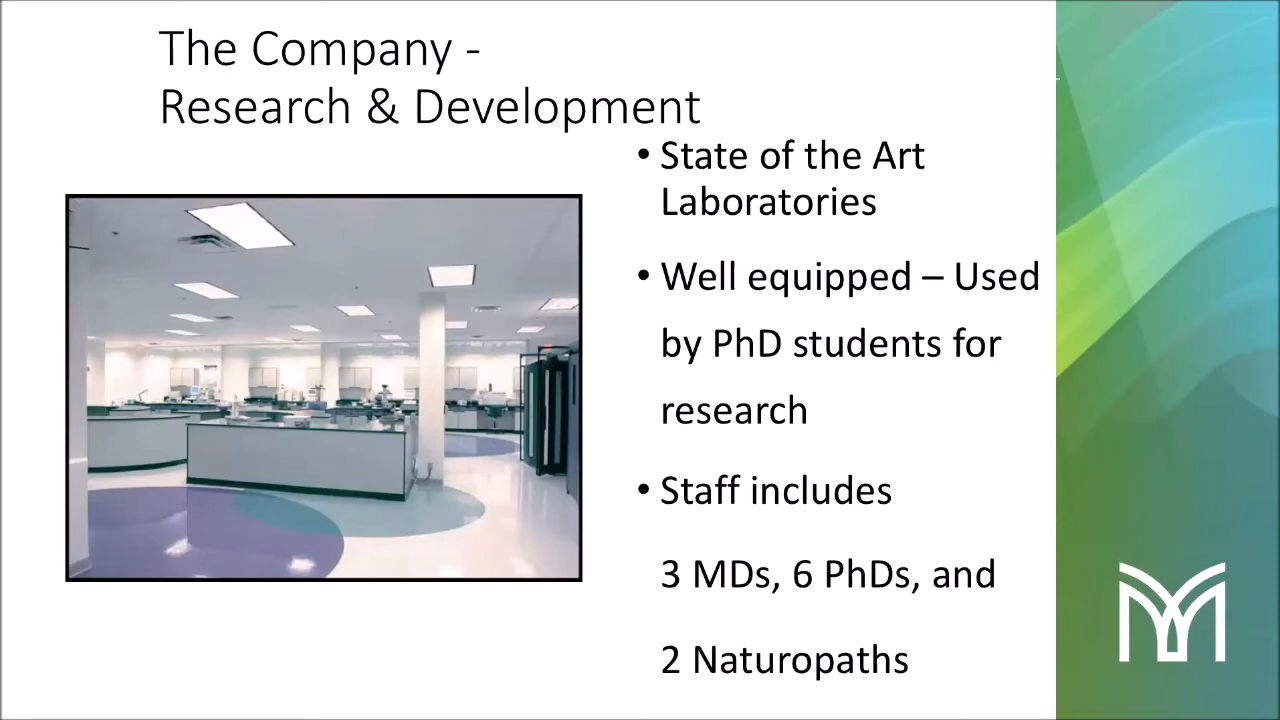 The Company -
Research & Development
• State of the Art
Laboratories
• Well equipped – Used
by PhD students for
research
• Staff includes
3 MDs, 6 PhDs, and
2 Naturopaths